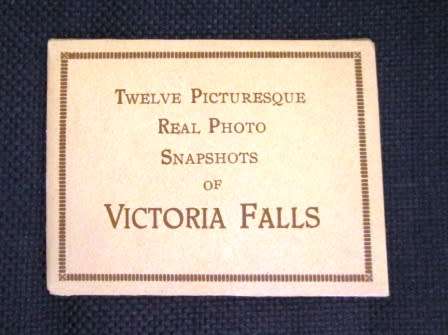 Twelve Picturesque
Real Photo
Snapshots
of
Victoria Falls